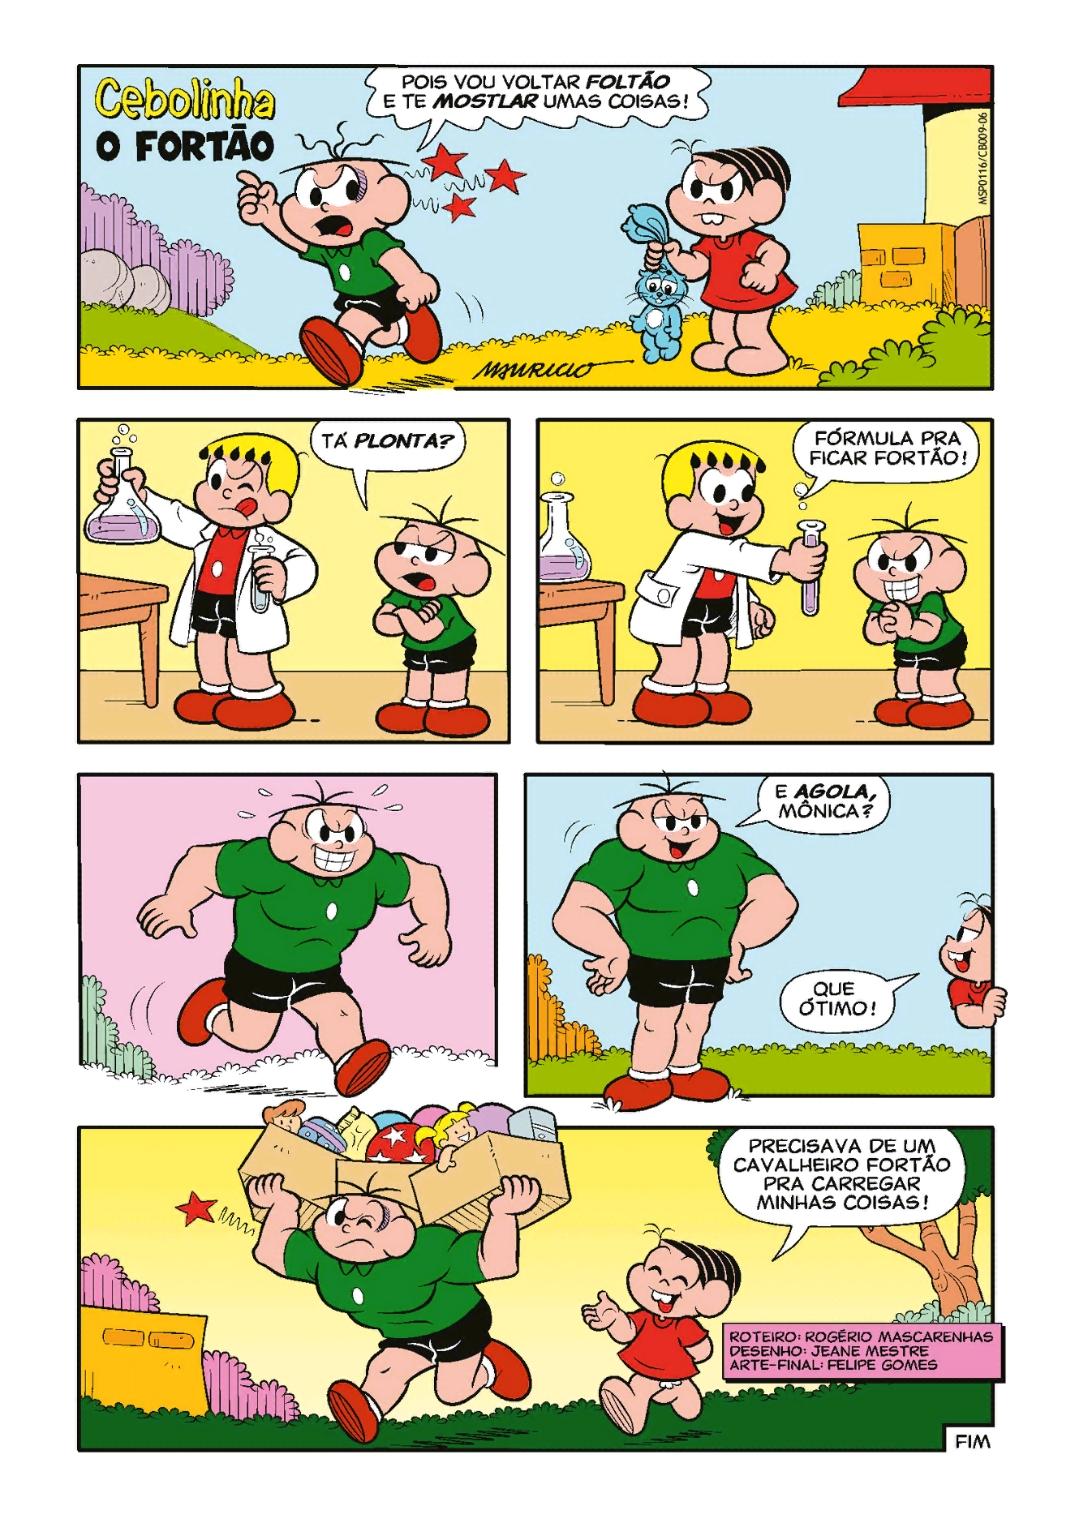 Cebolinha
O FORTÃO
POIS VOU VOLTAR FOLTÃO
E TE MOSTLAR UMAS COISAS!
MSP0116/CB009-06
MAURICIO
TÁ PLONTA?
FÓRMULA PRA
FICAR FORTÃO!
E AGOLA,
MÔNICA?
QUE
ÓTIMO!
PRECISAVA DE UM
CAVALHEIRO FORTÃO
PRA CARREGAR
MINHAS COISAS!
ROTEIRO: ROGÉRIO MASCARENHAS
DESENHO: JEANE MESTRE
ARTE-FINAL: FELIPE GOMES
FIM